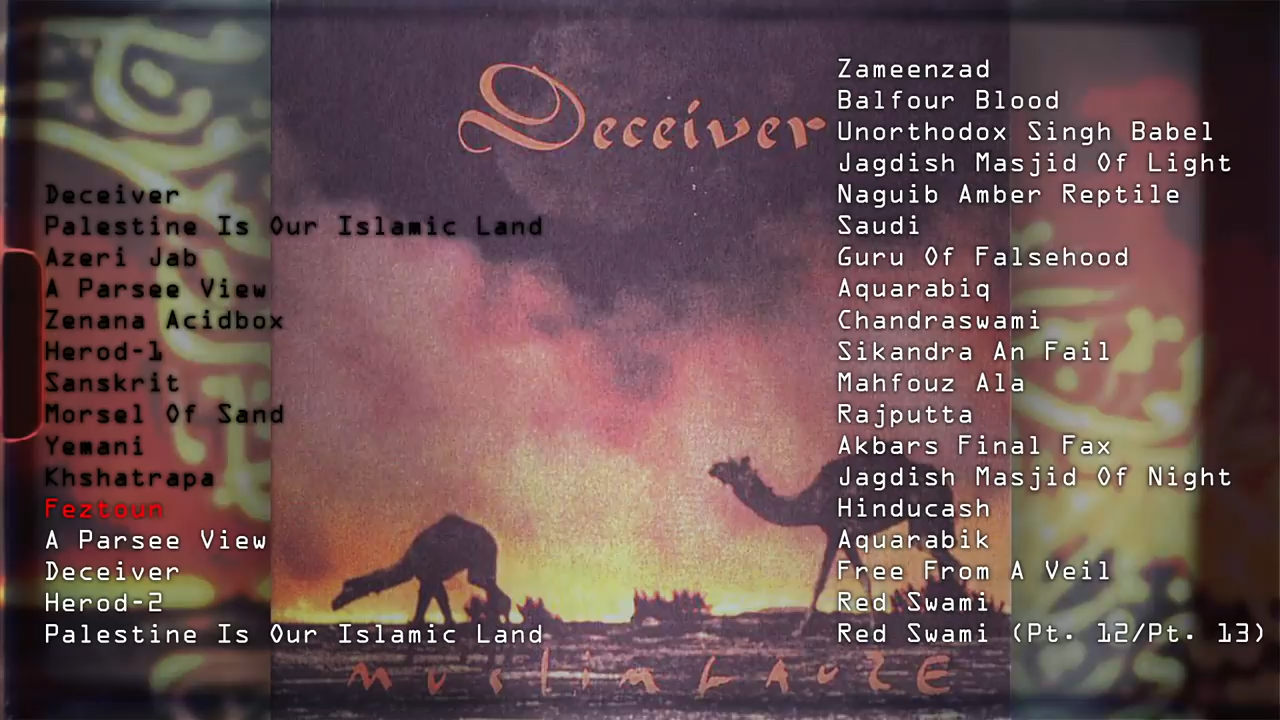 Deceiver
Deceiver
Palestine Is Our Islamic Land
Azeri Jab
A Parsee View
Zenana Acidbox
Herod-1
Sanskrit
Morsel Of Sand
Yemani
Khshatrapa
Feztoun
A Parsee View
Deceiver
Herod-2
Palestine Is Our Islamic Land
Zameenzad
Balfour Blood
Unorthodox Singh Babel
Jagdish Masjid Of Light
Naguib Amber Reptile
Saudi
Guru Of Falsehood
Aquarabiq
Chandraswami
Sikandra An Fail
Mahfouz Ala
Rajputta
Akbars Final Fax
Jagdish Masjid Of Night
Hinducash
Aquarabik
Free From A Veil
Red Swami
Red Swami (Pt. 12/Pt. 13)
muslimgauze